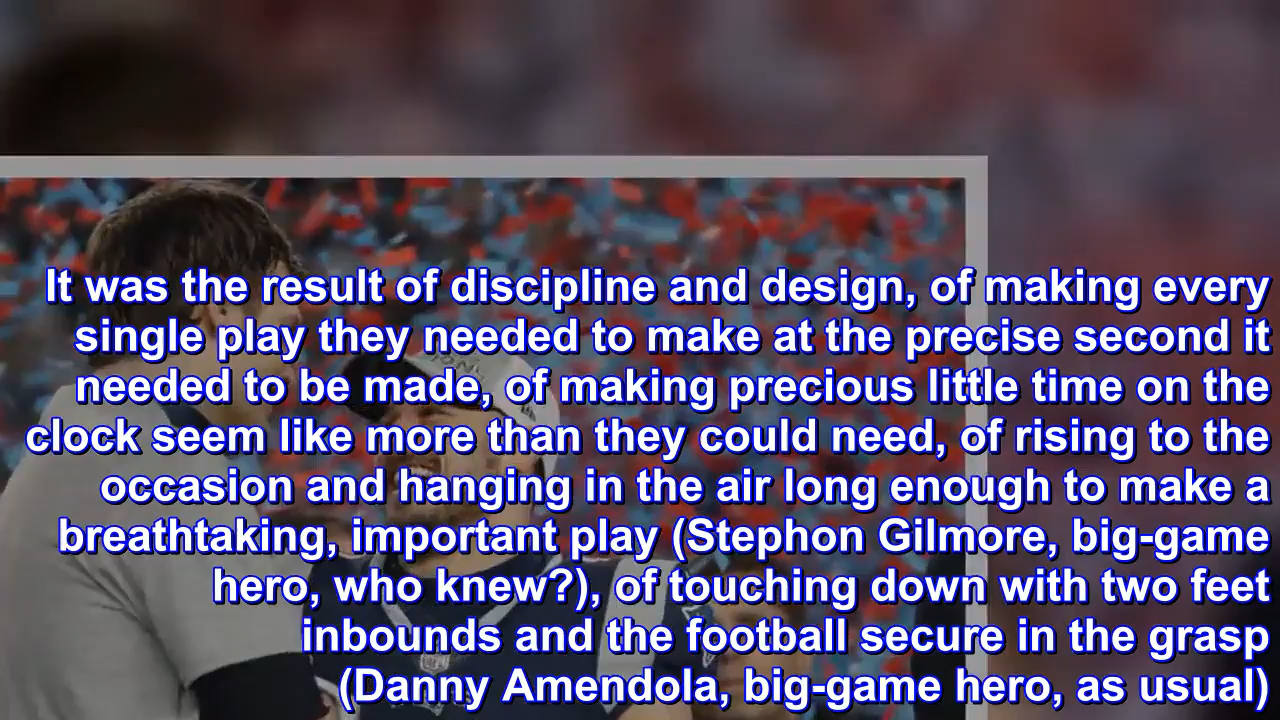 It was the result of discipline and design, of making every
single play they needed to make at the precise second it
needed to be made, of making precious little time on the
clock seem like more than they could need, of rising to the
occasion and hanging in the air long enough to make a
breathtaking, important play (Stephon Gilmore, big-game
hero, who knew?), of touching down with two feet
inbounds and the football secure in the grasp
(Danny Amendola, big-game hero, as usual)